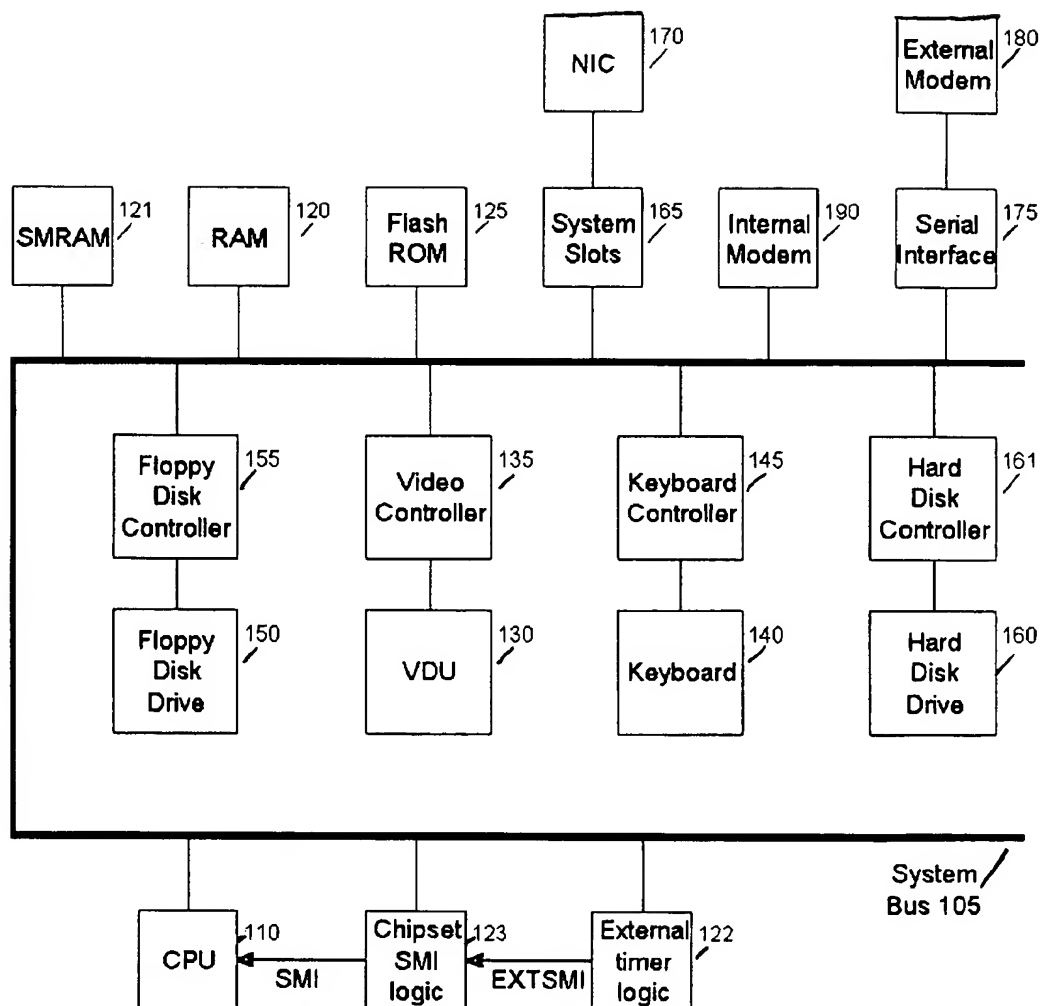 170
NIC
180
External
Modem
121
SMRAM
120
RAM
125
Flash
ROM
165
System
Slots
190
Internal
Modem
175
Serial
Interface
155
Floppy
Disk
Controller
135
Video
Controller
145
Keyboard
Controller
161
Hard
Disk
Controller
150
Floppy
Disk
Drive
130
VDU
140
Keyboard
160
Hard
Disk
Drive
System
Bus 105
110
CPU
SMI
123
Chipset
SMI
logic
EXTSMI
122
External
timer
logic